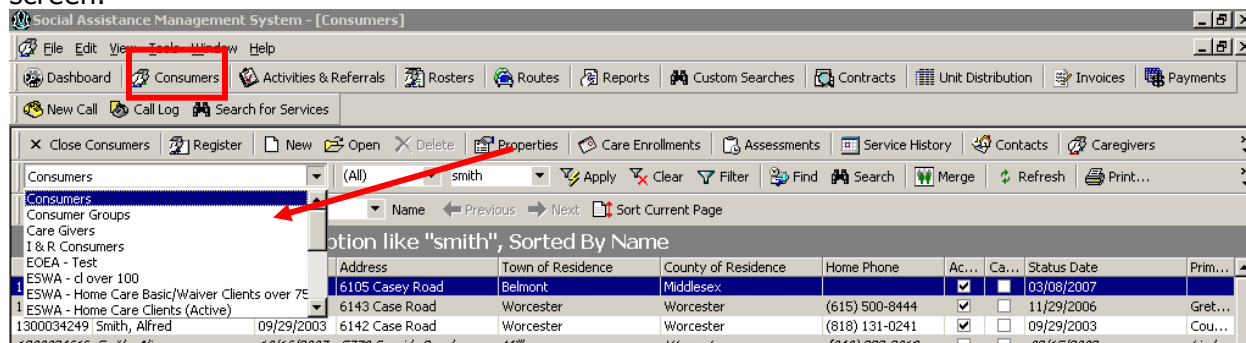 screen.
Social Assistance Management System - [Consumers]
File Edit View Tools Window Help
Dashboard Consumers Activities & Referrals Rosters Routes Reports Custom Searches Contracts Unit Distribution Invoices Payments
New Call Call Log Search for Services
Close Consumers Register New Open Delete Properties Care Enrollments Assessments Service History Contacts Caregivers
Consumers (All) smith Apply Clear Filter Find Search Merge Refresh Print...
Consumers
Consumer Groups
Care Givers
I & R Consumers
EOEA - Test
ESWA - cl over 100
ESWA - Home Care Basic/Waiver Clients over 75
ESWA - Home Care Clients (Active)
Name Previous Next Sort Current Page
ption like "smith", Sorted By Name
Address Town of Residence County of Residence Home Phone Ac... Ca... Status Date Prim...
1 6105 Casey Road Belmont Middlesex 03/08/2007
1 6143 Case Road Worcester Worcester (615) 500-8444 11/29/2006 Gret...
1300034249 Smith, Alfred 09/29/2003 6142 Case Road Worcester Worcester (818) 131-0241 09/29/2003 Cou...